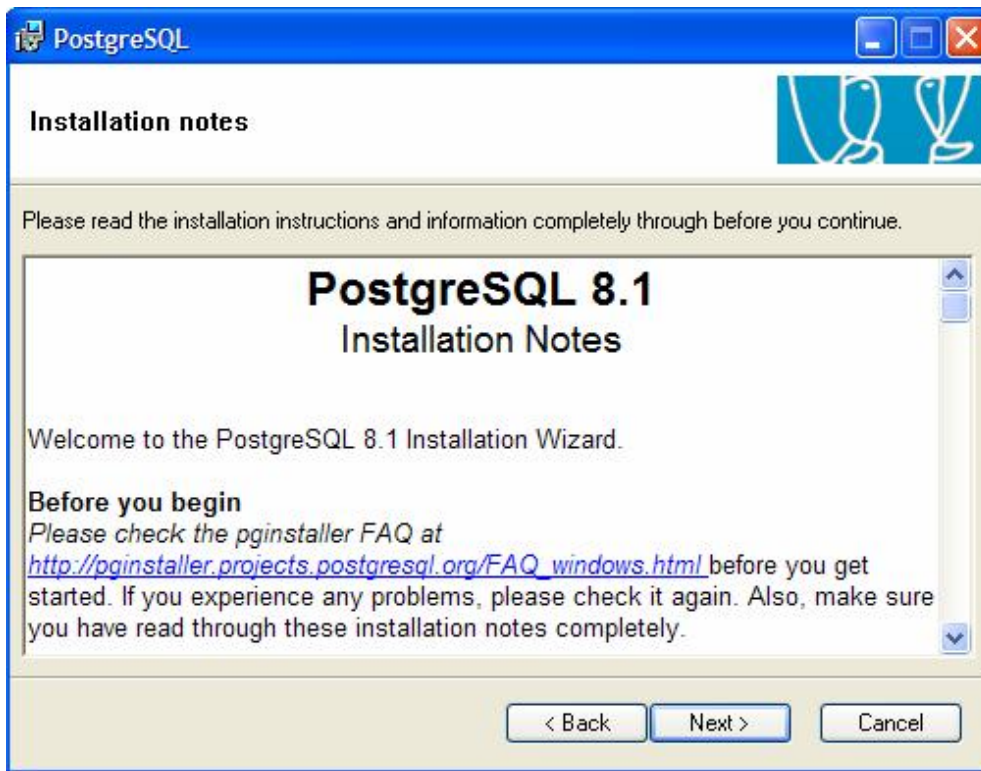 PostgreSQL
Installation notes
Please read the installation instructions and information completely through before you continue.
PostgreSQL 8.1
Installation Notes
Welcome to the PostgreSQL 8.1 Installation Wizard.
Before you begin
Please check the pginstaller FAQ at
http://pginstaller.projects.postgresql.org/FAQ_windows.html before you get
started. If you experience any problems, please check it again. Also, make sure
you have read through these installation notes completely.
< Back Next > Cancel